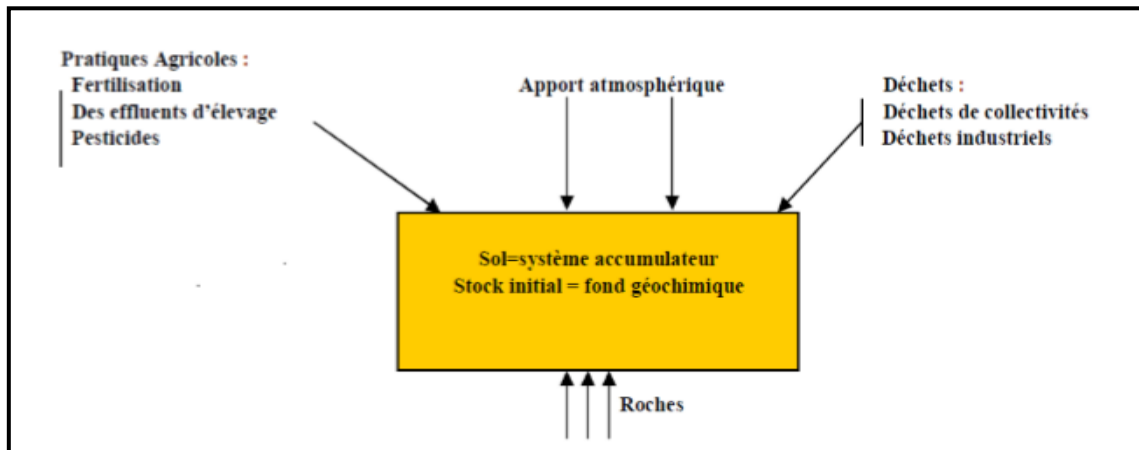 Pratiques Agricoles :
Fertilisation
Des effluents d'élevage
Pesticides
Apport atmosphérique
Déchets :
Déchets de collectivités
Déchets industriels
Sol=système accumulateur
Stock initial = fond géochimique
Roches